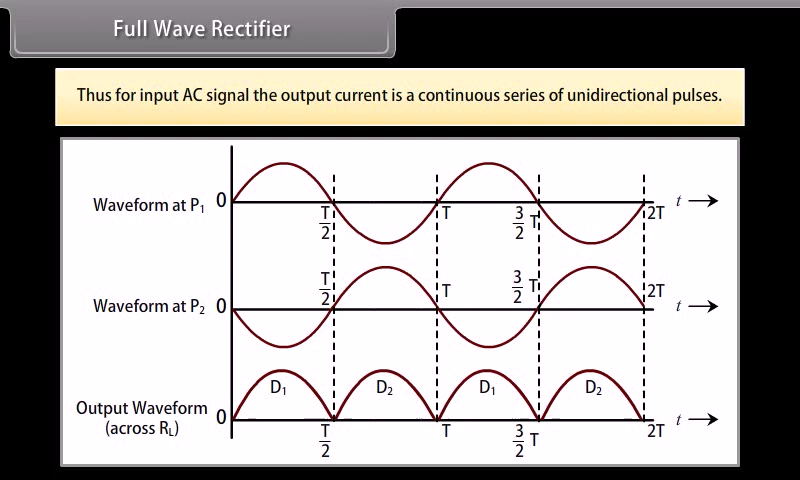 Full Wave Rectifier
Thus for input AC signal the output current is a continuous series of unidirectional pulses.
Waveform at P₁ 0 T/2 T 3/2 T 2T t →
Waveform at P₂ 0 T/2 T 3/2 T 2T t →
D₁ D₂ D₁ D₂
Output Waveform 0
(across R_L) T/2 T 3/2 T 2T t →